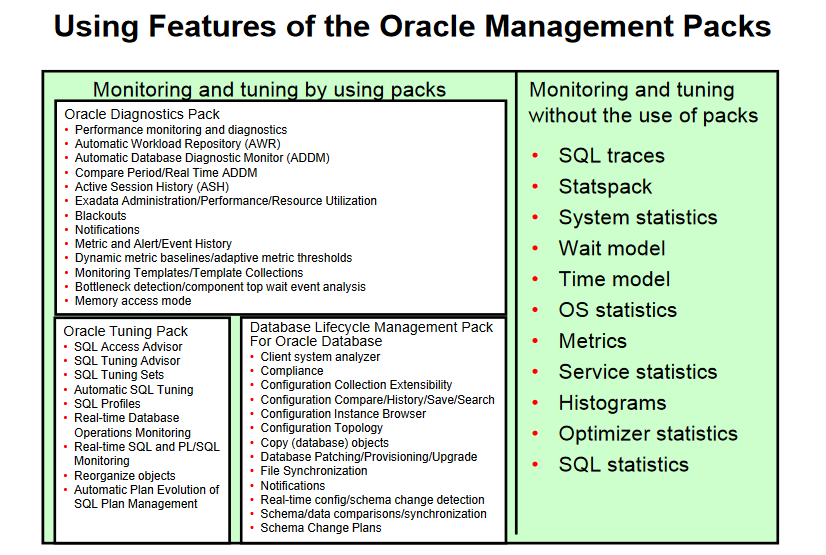 Using Features of the Oracle Management Packs
Monitoring and tuning by using packs
Oracle Diagnostics Pack
• Performance monitoring and diagnostics
• Automatic Workload Repository (AWR)
• Automatic Database Diagnostic Monitor (ADDM)
• Compare Period/Real Time ADDM
• Active Session History (ASH)
• Exadata Administration/Performance/Resource Utilization
• Blackouts
• Notifications
• Metric and Alert/Event History
• Dynamic metric baselines/adaptive metric thresholds
• Monitoring Templates/Template Collections
• Bottleneck detection/component top wait event analysis
• Memory access mode
Oracle Tuning Pack
• SQL Access Advisor
• SQL Tuning Advisor
• SQL Tuning Sets
• Automatic SQL Tuning
• SQL Profiles
• Real-time Database
Operations Monitoring
• Real-time SQL and PL/SQL
Monitoring
• Reorganize objects
• Automatic Plan Evolution of
SQL Plan Management
Database Lifecycle Management Pack
For Oracle Database
• Client system analyzer
• Compliance
• Configuration Collection Extensibility
• Configuration Compare/History/Save/Search
• Configuration Instance Browser
• Configuration Topology
• Copy (database) objects
• Database Patching/Provisioning/Upgrade
• File Synchronization
• Notifications
• Real-time config/schema change detection
• Schema/data comparisons/synchronization
• Schema Change Plans
Monitoring and tuning
without the use of packs
• SQL traces
• Statspack
• System statistics
• Wait model
• Time model
• OS statistics
• Metrics
• Service statistics
• Histograms
• Optimizer statistics
• SQL statistics